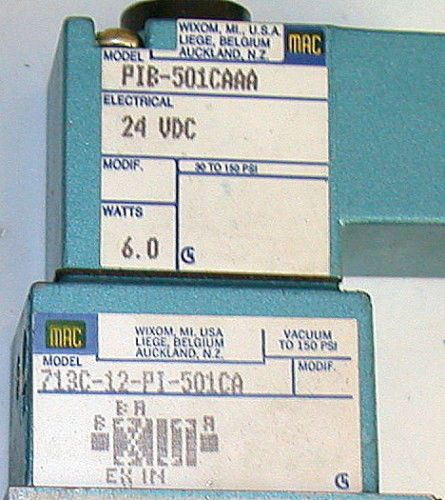 WIXOM, MI., U.S.A.
LIEGE, BELGIUM
AUCKLAND, N.Z.
MAC
MODEL
PIB-501CAAA
ELECTRICAL
24 VDC
MODIF.
30 TO 150 PSI
WATTS
6.0
MAC
WIXOM, MI. USA
LIEGE, BELGIUM
AUCKLAND, N.Z.
VACUUM
TO 150 PSI
MODEL
713C-12-PI-501CA
MODIF.
B A
B A
EX IN